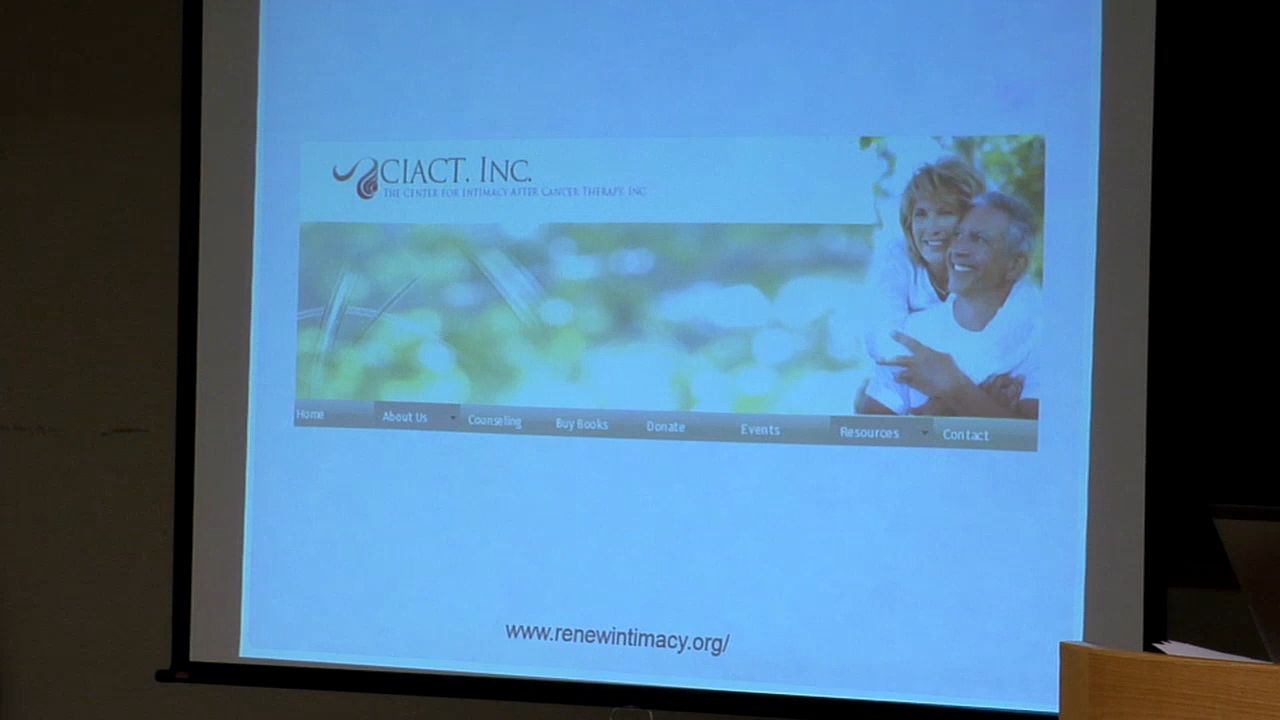 CIACT. INC.
THE CENTER FOR INTIMACY AFTER CANCER THERAPY, INC
Home About Us Counseling Buy Books Donate Events Resources Contact
www.renewintimacy.org/